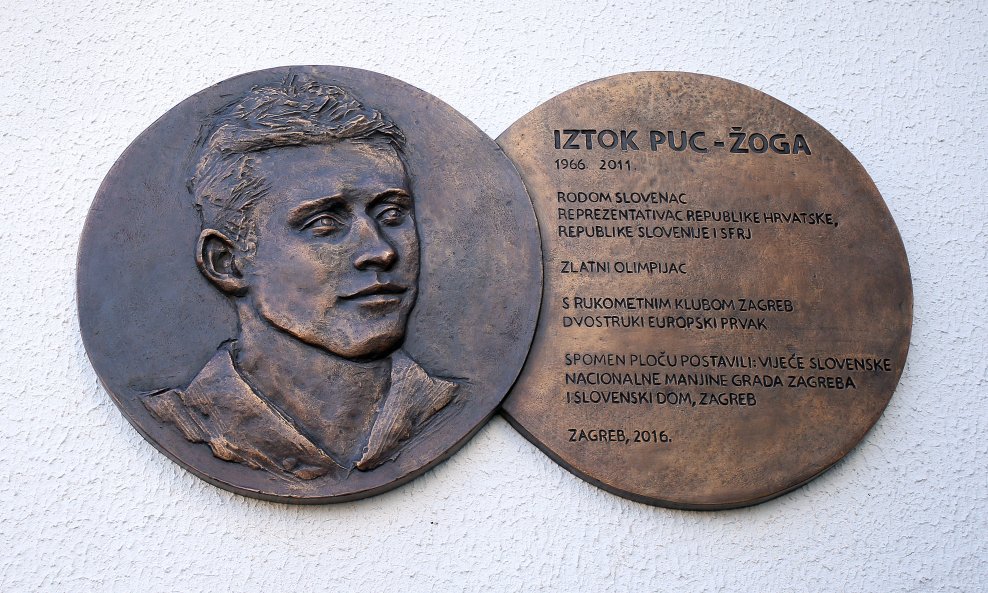 IZTOK PUC - ŽOGA
1966. 2011.
RODOM SLOVENAC
REPREZENTATIVAC REPUBLIKE HRVATSKE,
REPUBLIKE SLOVENIJE I SFRJ
ZLATNI OLIMPIJAC
S RUKOMETNIM KLUBOM ZAGREB
DVOSTRUKI EUROPSKI PRVAK
SPOMEN PLOČU POSTAVILI: VIJEĆE SLOVENSKE
NACIONALNE MANJINE GRADA ZAGREBA
I SLOVENSKI DOM, ZAGREB
ZAGREB, 2016.